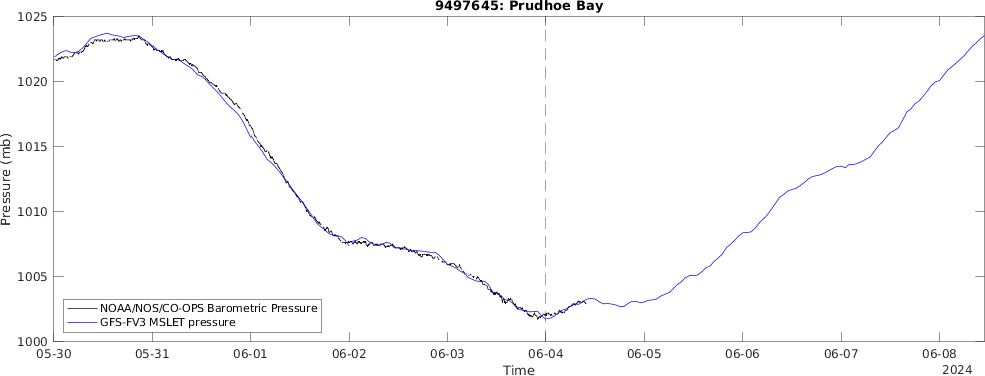 9497645: Prudhoe Bay
1025
1020
1015
1010
1005
1000
Pressure (mb)
NOAA/NOS/CO-OPS Barometric Pressure
GFS-FV3 MSLET pressure
05-30 05-31 06-01 06-02 06-03 06-04 06-05 06-06 06-07 06-08
Time
2024